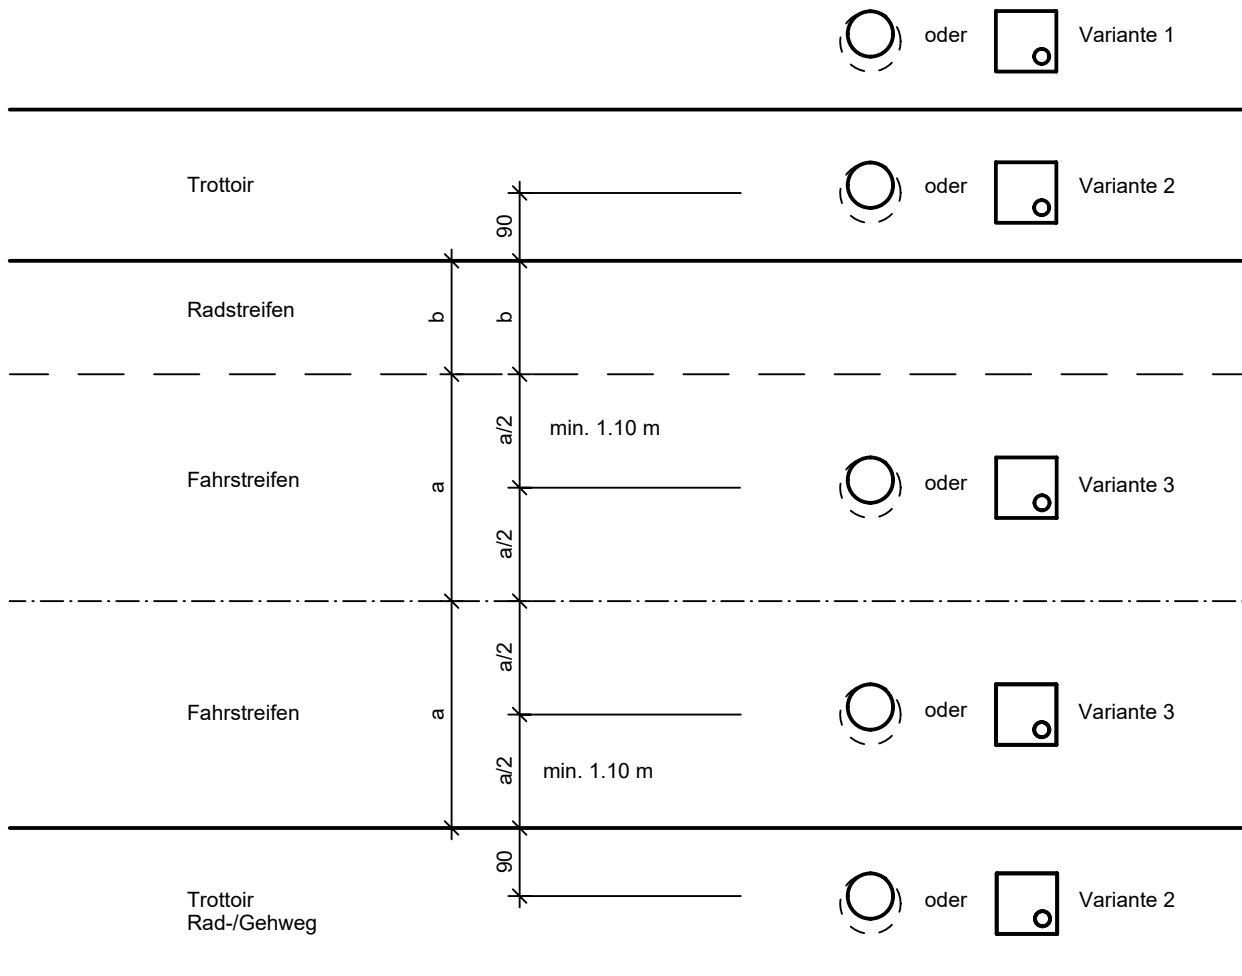 oder Variante 1
Trottoir oder Variante 2
90
Radstreifen b b
a/2 min. 1.10 m
Fahrstreifen a oder Variante 3
a/2
a/2
Fahrstreifen a oder Variante 3
a/2 min. 1.10 m
90
Trottoir oder Variante 2
Rad-/Gehweg